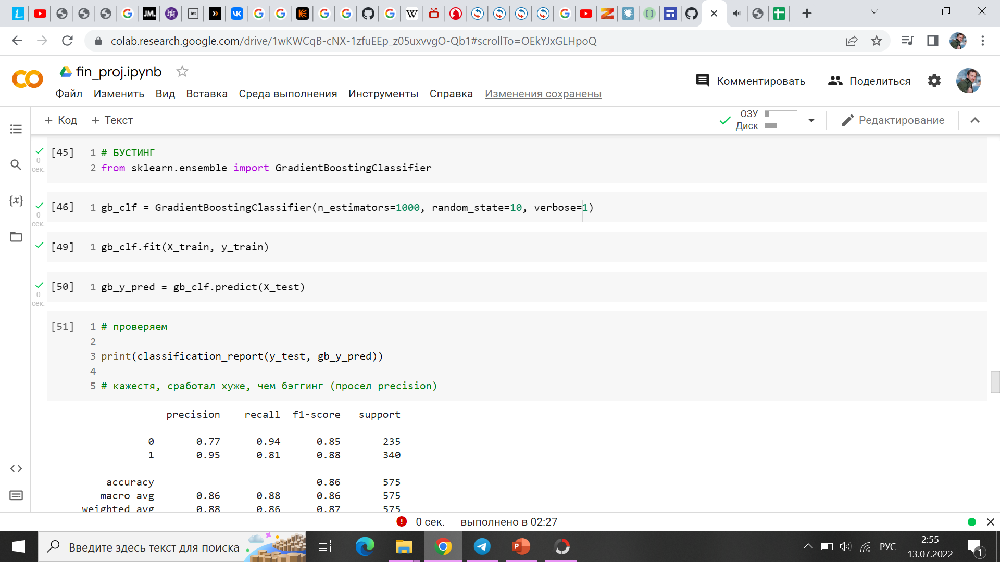 JM.
Int
W
colab.research.google.com/drive/1wKWCqB-cNX-1zfuEEp_z05uxvvgO-Qb1#scrollTo=OEkYJxGLHpoQ
fin_proj.ipynb
Комментировать
Поделиться
Файл Изменить Вид Вставка Среда выполнения Инструменты Справка Изменения сохранены
+ Код + Текст
ОЗУ
Диск
Редактирование
[45] 1 # БУСТИНГ
0 сек.
2 from sklearn.ensemble import GradientBoostingClassifier
{x}
[46] 1 gb_clf = GradientBoostingClassifier(n_estimators=1000, random_state=10, verbose=1)
0 сек.
[49] 1 gb_clf.fit(X_train, y_train)
[50] 1 gb_y_pred = gb_clf.predict(X_test)
0 сек.
[51] 1 # проверяем
2
3 print(classification_report(y_test, gb_y_pred))
4
5 # кажестя, сработал хуже, чем бэггинг (просел precision)
precision recall f1-score support
0 0.77 0.94 0.85 235
1 0.95 0.81 0.88 340
accuracy 0.86 575
macro avg 0.86 0.88 0.86 575
weighted avg 0.88 0.86 0.87 575
0 сек. выполнено в 02:27
Введите здесь текст для поиска
P
РУС
2:55
13.07.2022
1